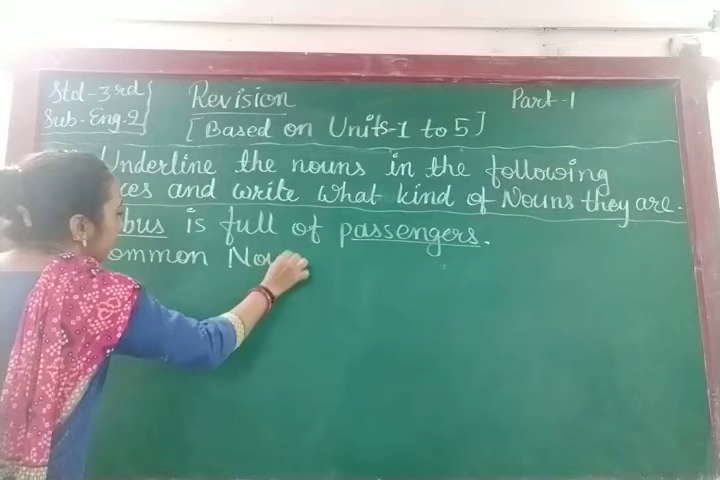 Std-3rd
Sub-Eng.2
Revision
Part-1
[Based on Units-1 to 5]
Underline the nouns in the following
ces and write what kind of Nouns they are.
bus is full of passengers.
ommon No